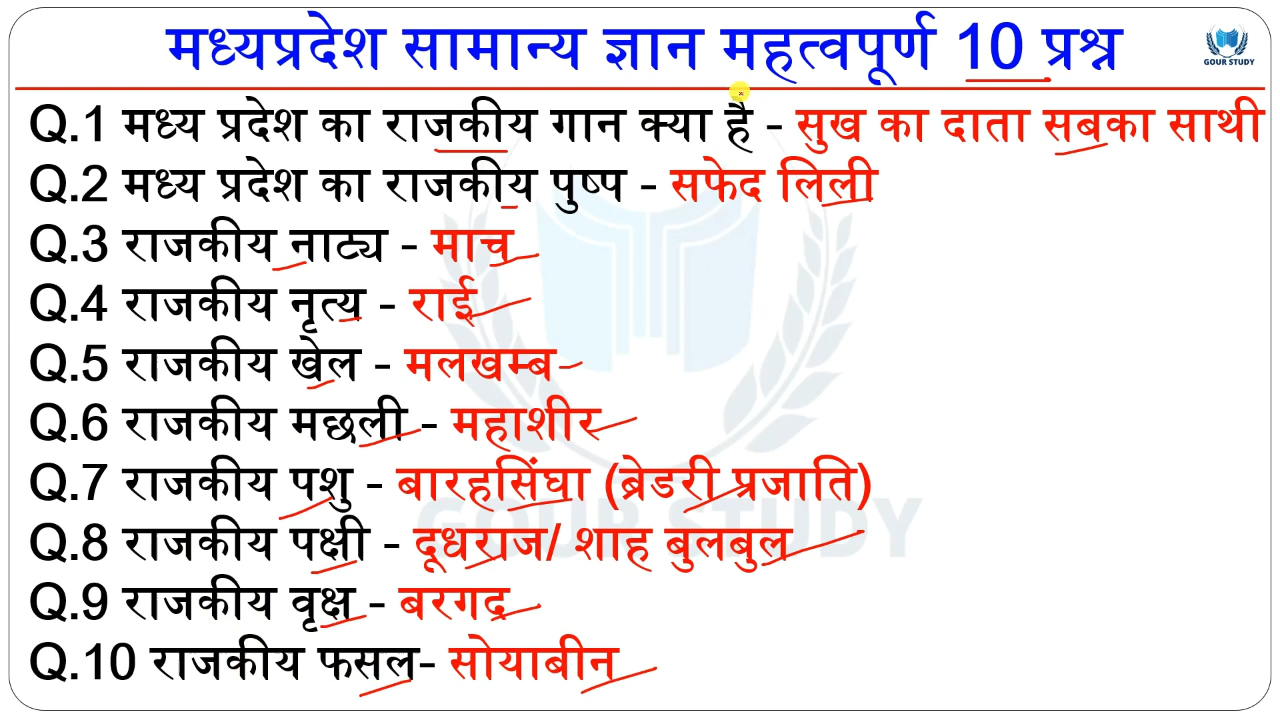 मध्यप्रदेश सामान्य ज्ञान महत्वपूर्ण 10 प्रश्न
GOUR STUDY
Q.1 मध्य प्रदेश का राजकीय गान क्या है - सुख का दाता सबका साथी
Q.2 मध्य प्रदेश का राजकीय पुष्प - सफेद लिली
Q.3 राजकीय नाट्य - माच
Q.4 राजकीय नृत्य - राई
Q.5 राजकीय खेल - मलखम्ब
Q.6 राजकीय मछली - महाशीर
Q.7 राजकीय पशु - बारहसिंघा (ब्रेडरी प्रजाति)
GOUR STUDY
Q.8 राजकीय पक्षी - दूधराज/ शाह बुलबुल
Q.9 राजकीय वृक्ष - बरगद
Q.10 राजकीय फसल- सोयाबीन